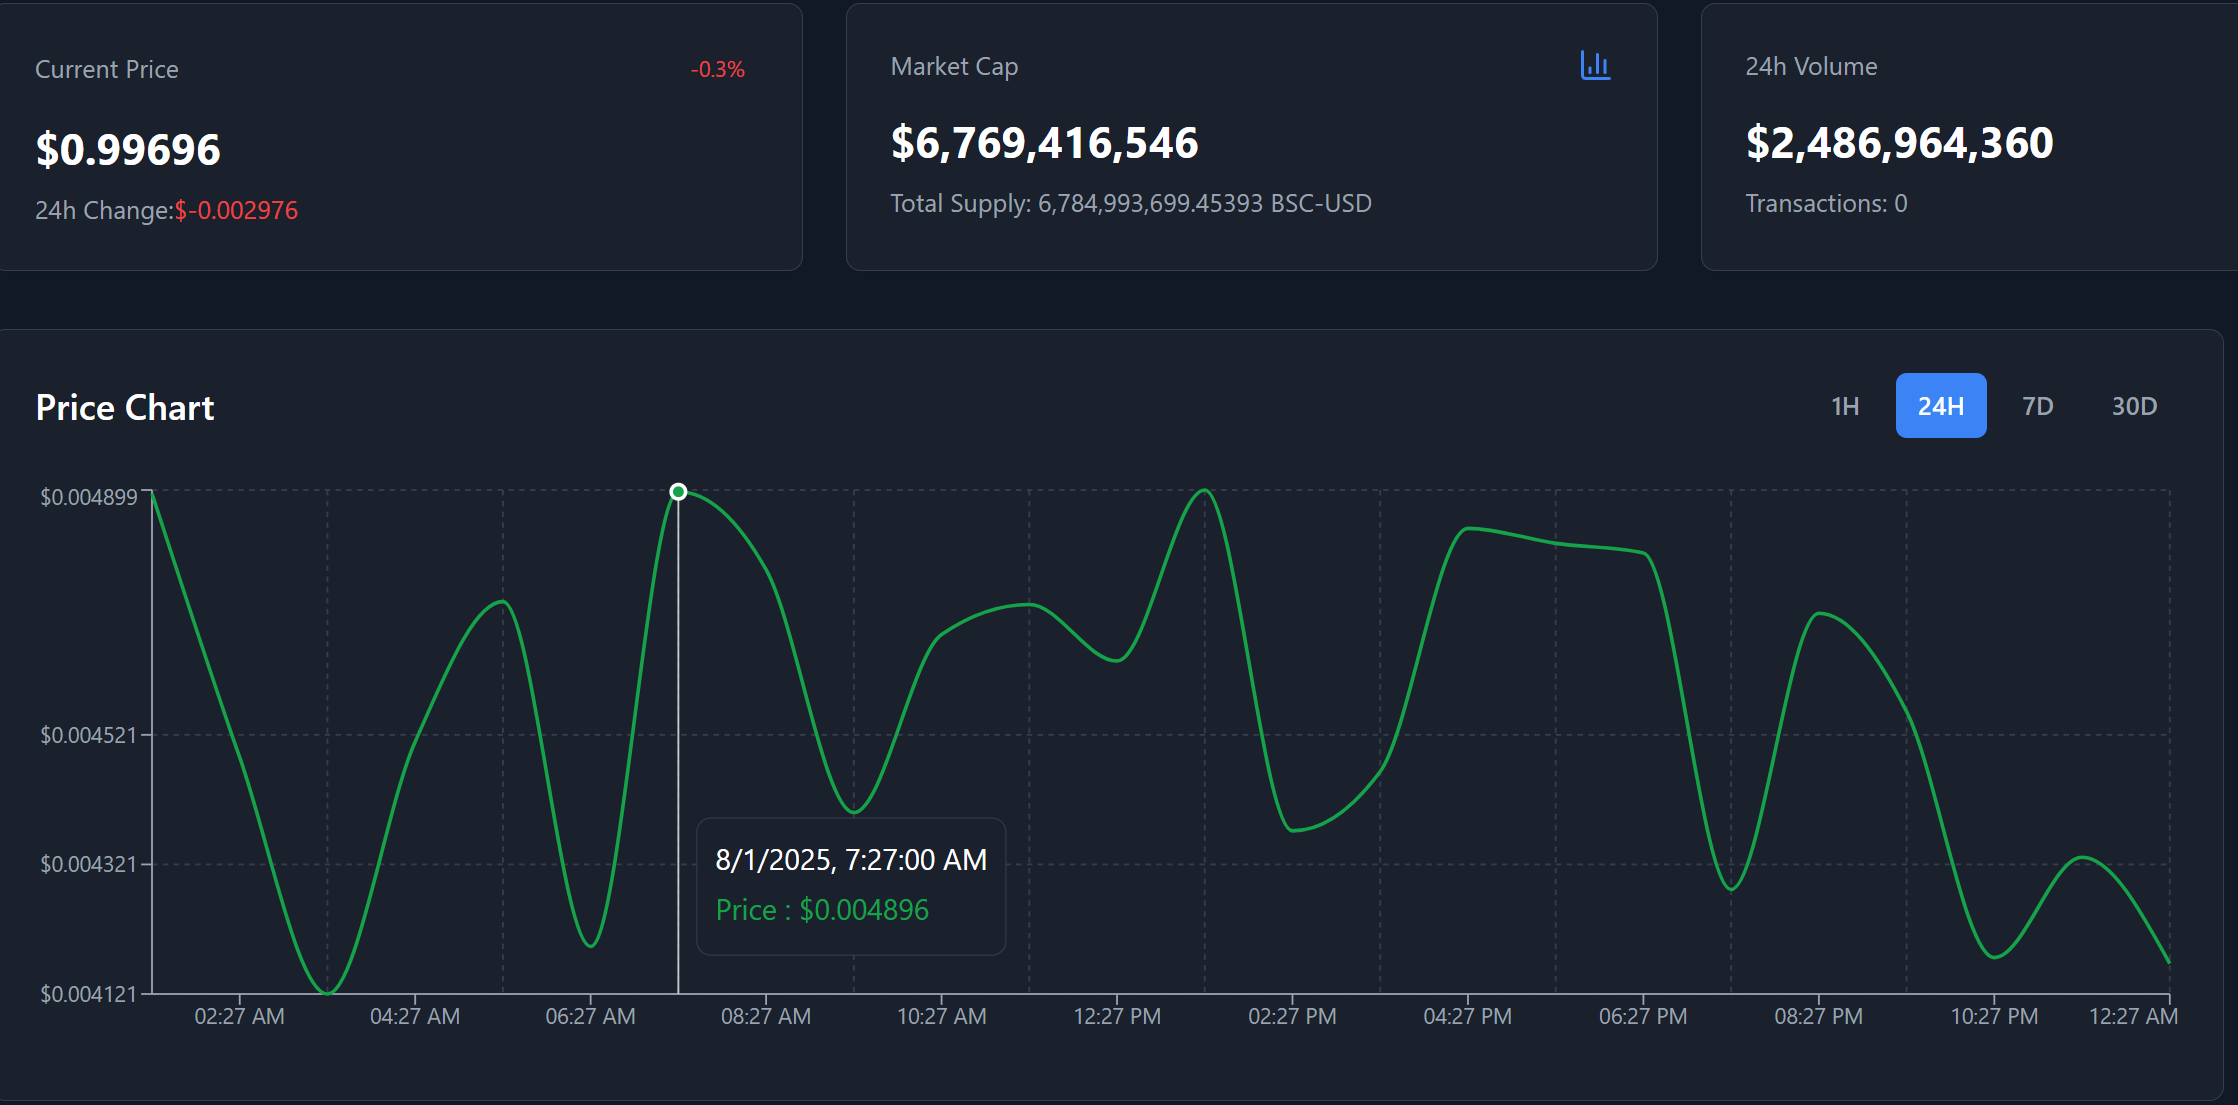 Current Price
-0.3%
$0.99696
24h Change:$-0.002976
Market Cap
$6,769,416,546
Total Supply: 6,784,993,699.45393 BSC-USD
24h Volume
$2,486,964,360
Transactions: 0
Price Chart
1H
24H
7D
30D
$0.004899
$0.004521
$0.004321
$0.004121
8/1/2025, 7:27:00 AM
Price : $0.004896
02:27 AM
04:27 AM
06:27 AM
08:27 AM
10:27 AM
12:27 PM
02:27 PM
04:27 PM
06:27 PM
08:27 PM
10:27 PM
12:27 AM